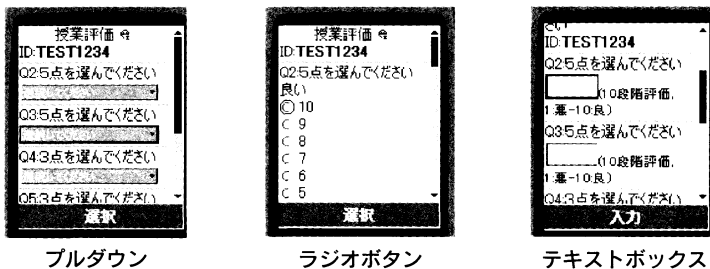 授業評価
ID:TEST1234
Q2:5点を選んでください
Q3:5点を選んでください
Q4:3点を選んでください
Q5:3点を選んでください
選択
プルダウン
授業評価
ID:TEST1234
Q2:5点を選んでください
良い
10
9
8
7
6
5
選択
ラジオボタン
さい
ID:TEST1234
Q2:5点を選んでください
(10段階評価,
1:悪-10:良)
Q3:5点を選んでください
(10段階評価,
1:悪-10:良)
Q4:3点を選んでください
入力
テキストボックス